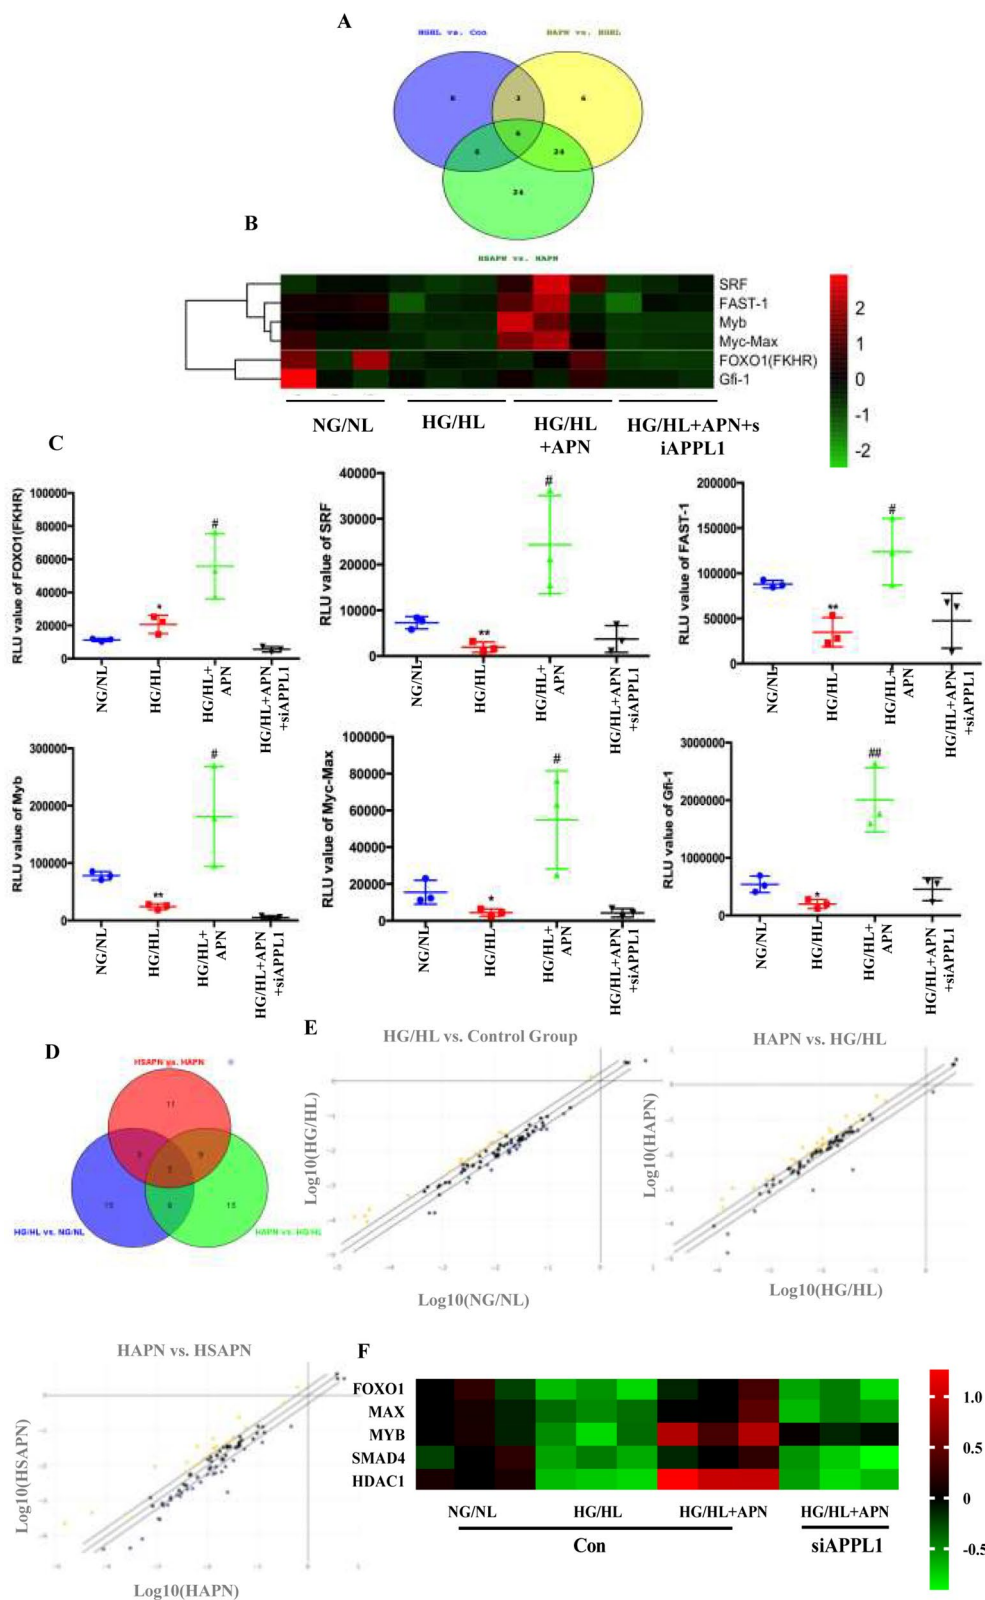 A
HGHL vs. Con
HAPN vs. HGHL
6
3
6
24
HSAPN vs. HAPN
B
SRF
FAST-1
Myb
Myc-Max
FOXO1(FKHR)
Gfi-1
2
1
0
-1
-2
NG/NL
HG/HL
HG/HL
+APN
HG/HL+APN+s
iAPPL1
C
RLU value of FOXO1(FKHR)
100000
80000
60000
40000
20000
0
*
#
NG/NL
HG/HL
HG/HL+
APN
HG/HL+APN
+siAPPL1
RLU value of SRF
40000
30000
20000
10000
0
**
#
NG/NL
HG/HL
HG/HL+
APN
HG/HL+APN
+siAPPL1
RLU value of FAST-1
200000
150000
100000
50000
0
**
#
NG/NL
HG/HL
HG/HL+
APN
HG/HL+APN
+siAPPL1
RLU value of Myb
300000
200000
100000
0
**
#
NG/NL
HG/HL
HG/HL+
APN
HG/HL+APN
+siAPPL1
RLU value of Myc-Max
100000
80000
60000
40000
20000
0
*
#
NG/NL
HG/HL
HG/HL+
APN
HG/HL+APN
+siAPPL1
RLU value of Gfi-1
3000000
2000000
1000000
0
*
##
NG/NL
HG/HL
HG/HL+
APN
HG/HL+APN
+siAPPL1
D
HSAPN vs. HAPN
11
9
15
HG/HL vs. NG/NL
HAPN vs. HG/HL
E
HG/HL vs. Control Group
Log10(HG/HL)
Log10(NG/NL)
HAPN vs. HG/HL
Log10(HAPN)
Log10(HG/HL)
HAPN vs. HSAPN
Log10(HSAPN)
Log10(HAPN)
F
FOXO1
MAX
MYB
SMAD4
HDAC1
NG/NL
HG/HL
HG/HL+APN
HG/HL+APN
Con
siAPPL1
1.0
0.5
0
-0.5